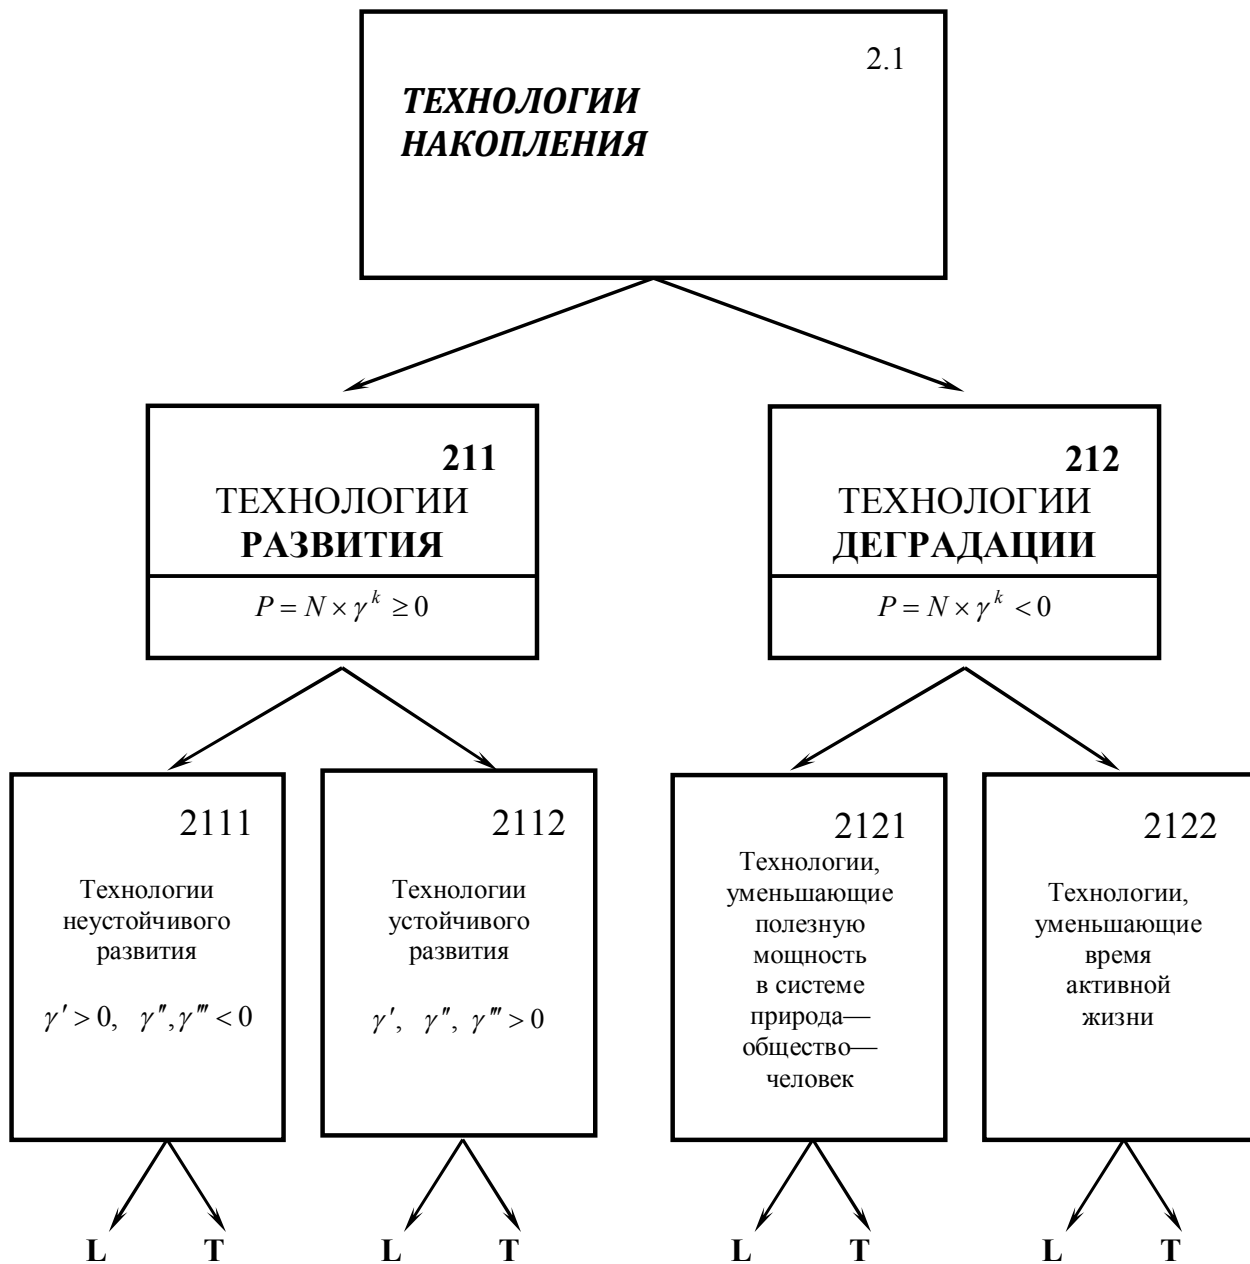 2.1
ТЕХНОЛОГИИ
НАКОПЛЕНИЯ
211
ТЕХНОЛОГИИ
РАЗВИТИЯ
P = N × γ^k ≥ 0
212
ТЕХНОЛОГИИ
ДЕГРАДАЦИИ
P = N × γ^k < 0
2111
Технологии
неустойчивого
развития
γ′ > 0, γ″, γ‴ < 0
2112
Технологии
устойчивого
развития
γ′, γ″, γ‴ > 0
2121
Технологии,
уменьшающие
полезную
мощность
в системе
природа—
общество—
человек
2122
Технологии,
уменьшающие
время
активной
жизни
L T L T L T L T